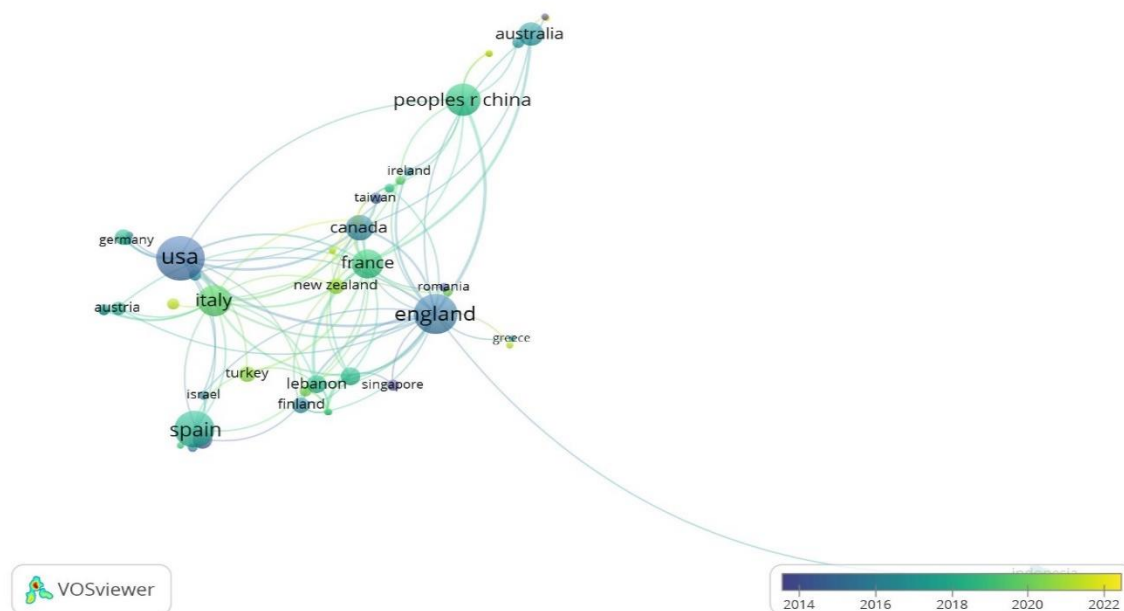 australia
peoples r china
ireland
taiwan
canada
germany
usa
france
new zealand
romania
italy
austria
england
greece
turkey
lebanon
singapore
israel
finland
spain
indonesia
VOSviewer
2014 2016 2018 2020 2022